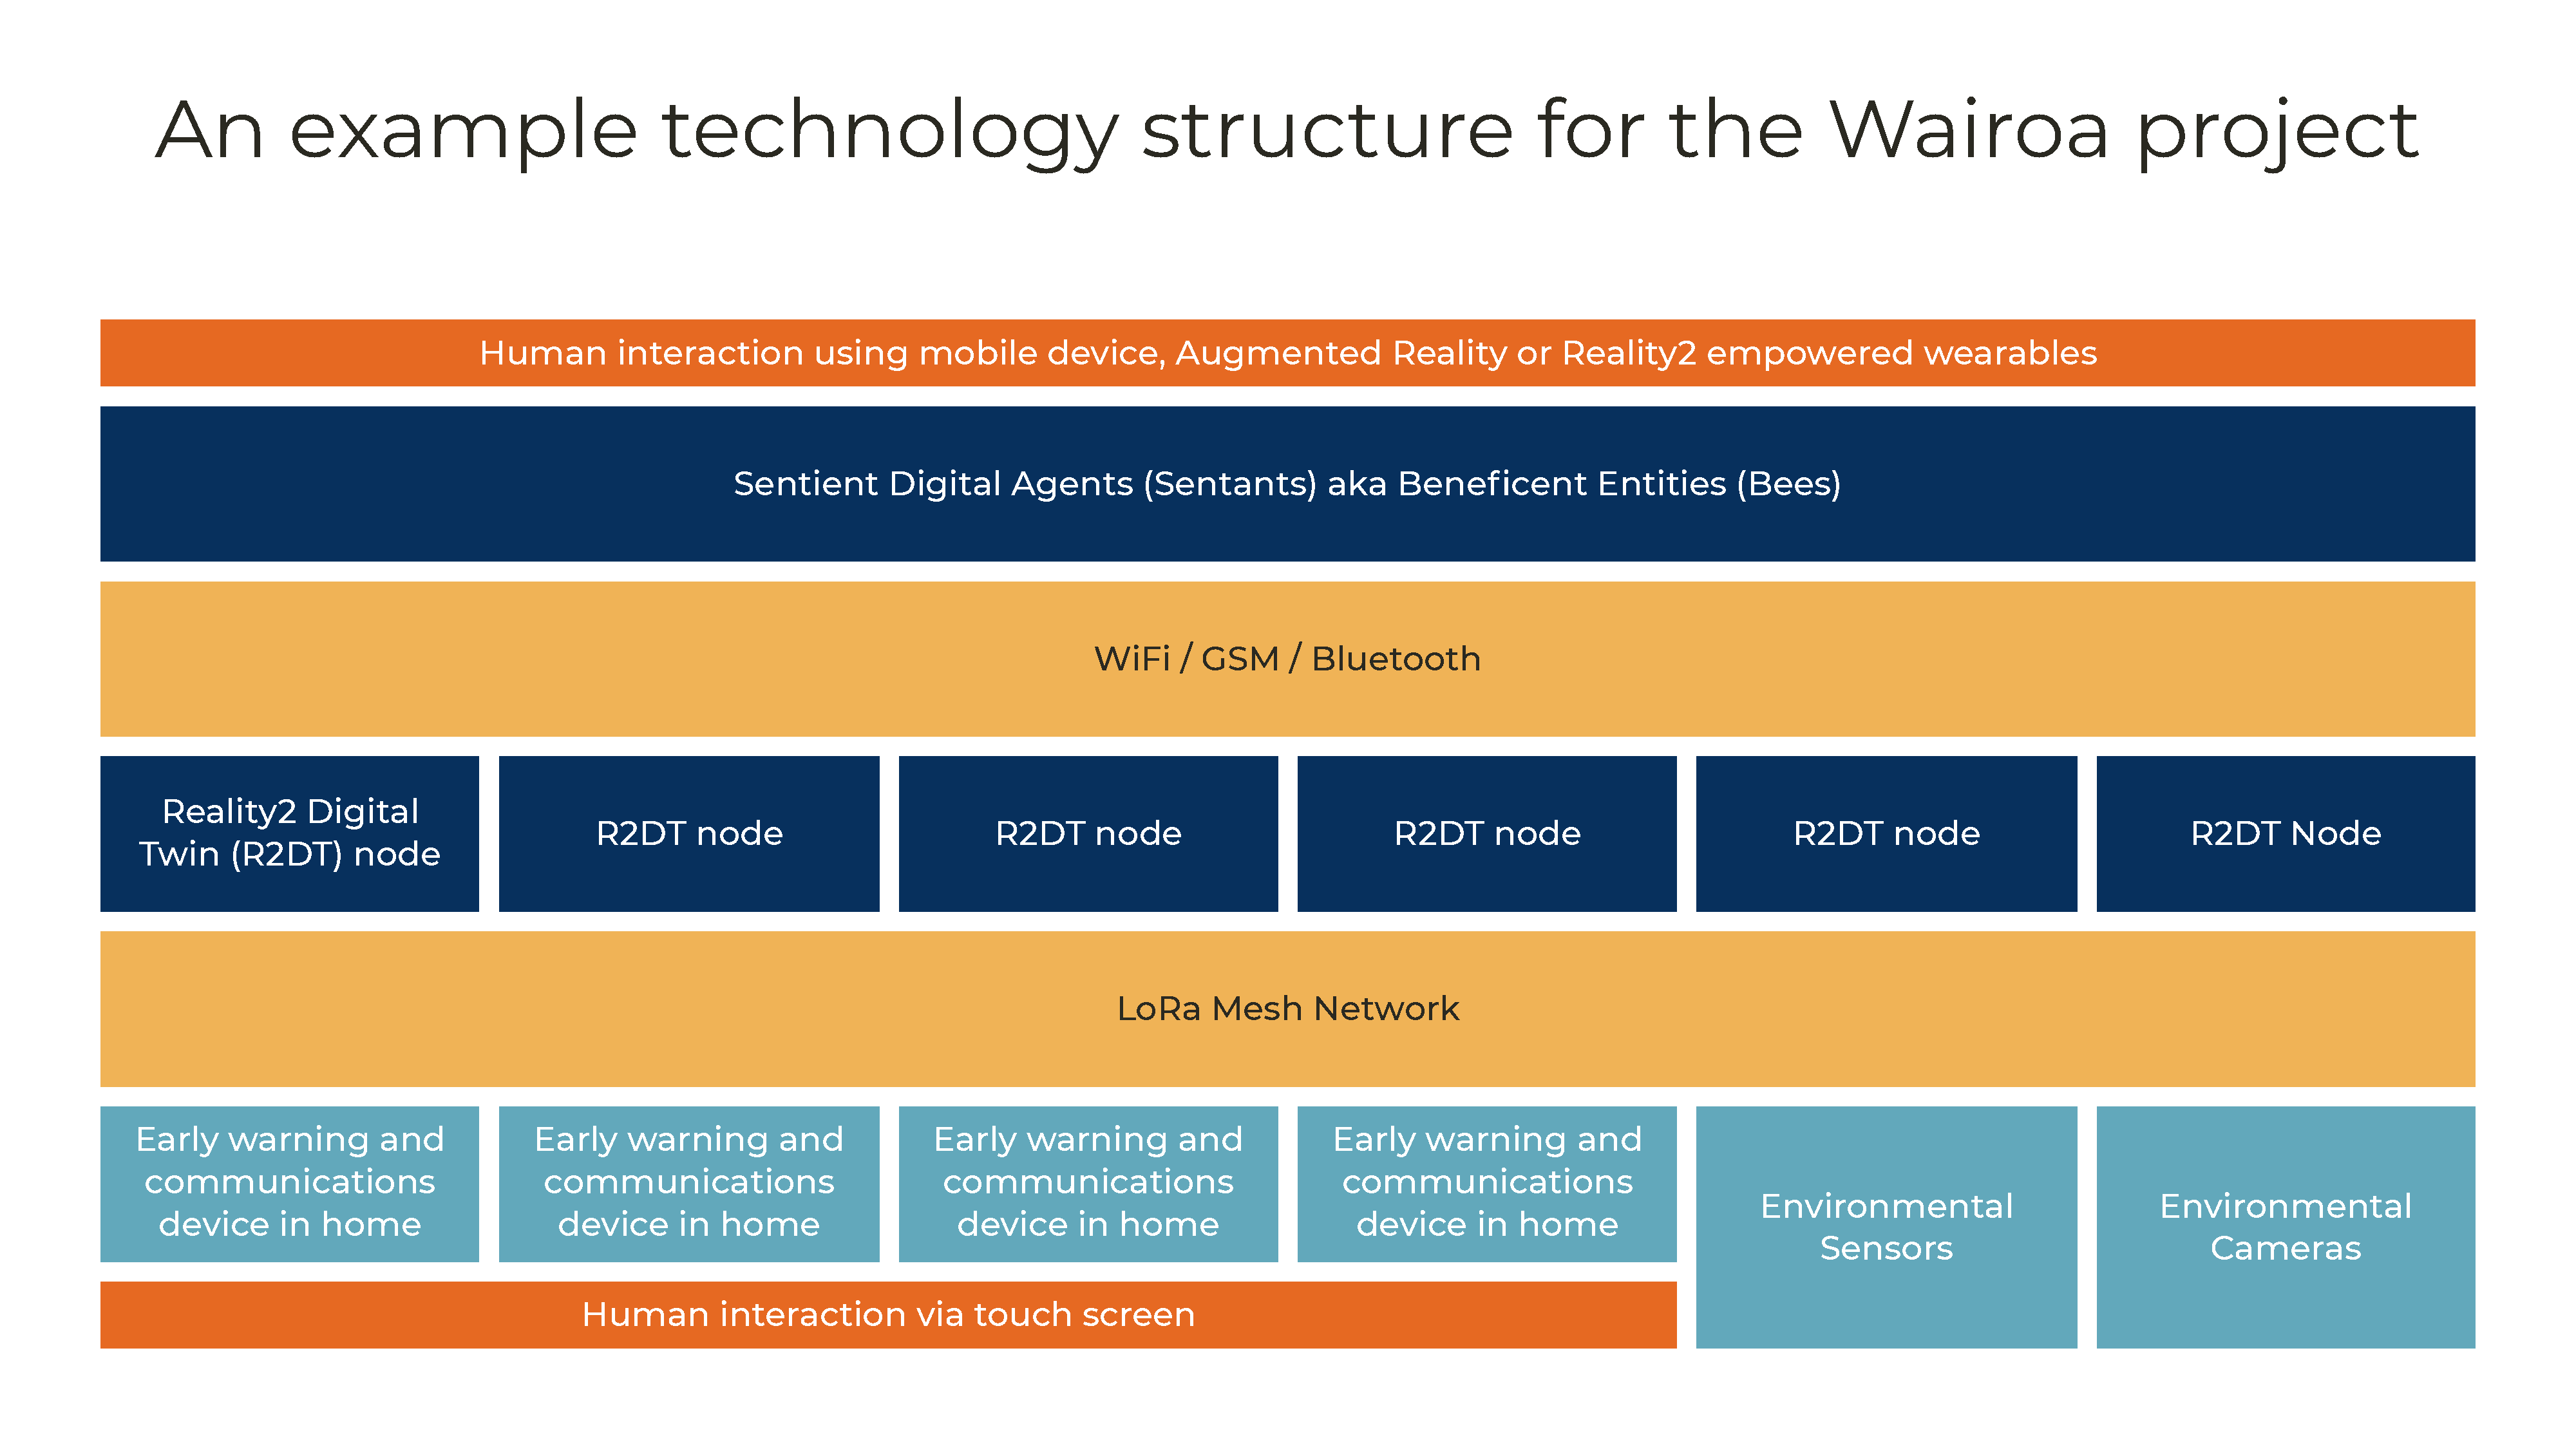 An example technology structure for the Wairoa project
Human interaction using mobile device, Augmented Reality or Reality2 empowered wearables
Sentient Digital Agents (Sentants) aka Beneficent Entities (Bees)
WiFi / GSM / Bluetooth
Reality2 Digital
Twin (R2DT) node
R2DT node
R2DT node
R2DT node
R2DT node
R2DT Node
LoRa Mesh Network
Early warning and
communications
device in home
Early warning and
communications
device in home
Early warning and
communications
device in home
Early warning and
communications
device in home
Environmental
Sensors
Environmental
Cameras
Human interaction via touch screen